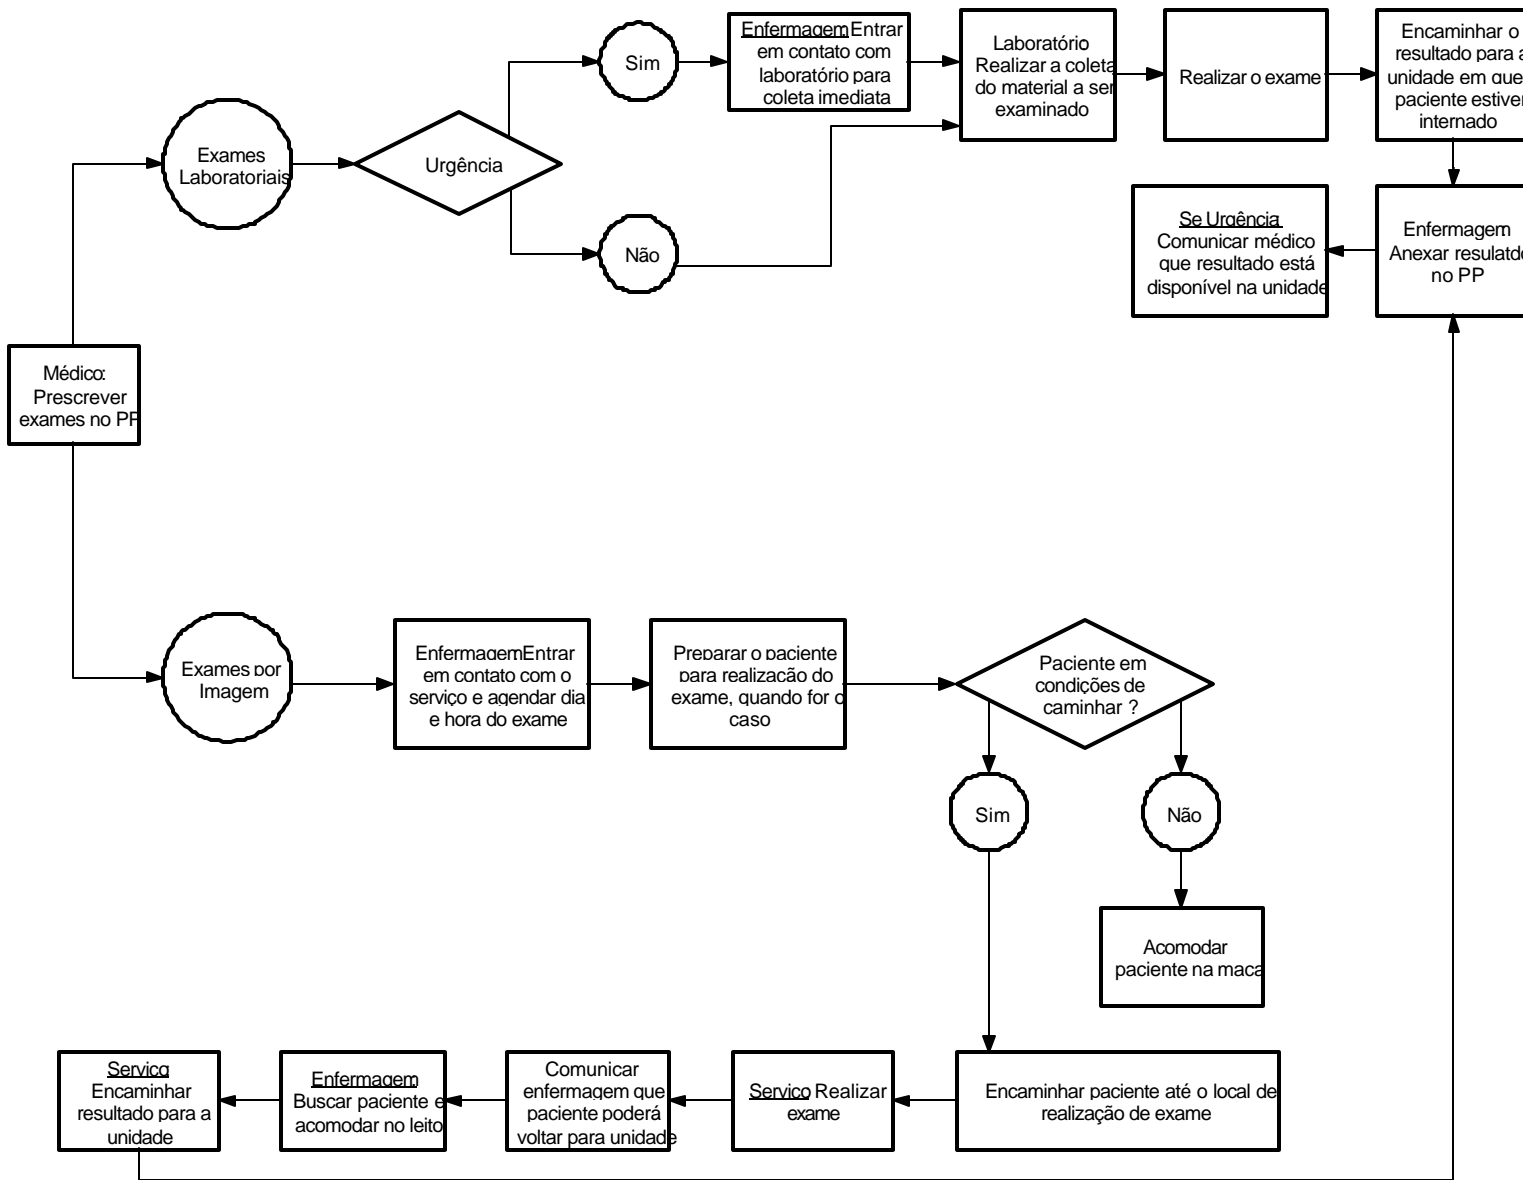 Enfermagem Entrar
em contato com
laboratório para
coleta imediata
Sim
Laboratório
Realizar a coleta
do material a ser
examinado
Realizar o exame
Encaminhar o
resultado para a
unidade em que
paciente estiver
internado
Exames
Laboratoriais
Urgência
Não
Se Urgência
Comunicar médico
que resultado está
disponível na unidade
Enfermagem
Anexar resulatdo
no PP
Médico:
Prescrever
exames no PP
Exames por
Imagem
EnfermagemEntrar
em contato com o
serviço e agendar dia
e hora do exame
Preparar o paciente
para realização do
exame, quando for o
caso
Paciente em
condições de
caminhar ?
Sim
Não
Acomodar
paciente na maca
Serviço
Encaminhar
resultado para a
unidade
Enfermagem
Buscar paciente e
acomodar no leito
Comunicar
enfermagem que
paciente poderá
voltar para unidade
Serviço Realizar
exame
Encaminhar paciente até o local de
realização de exame